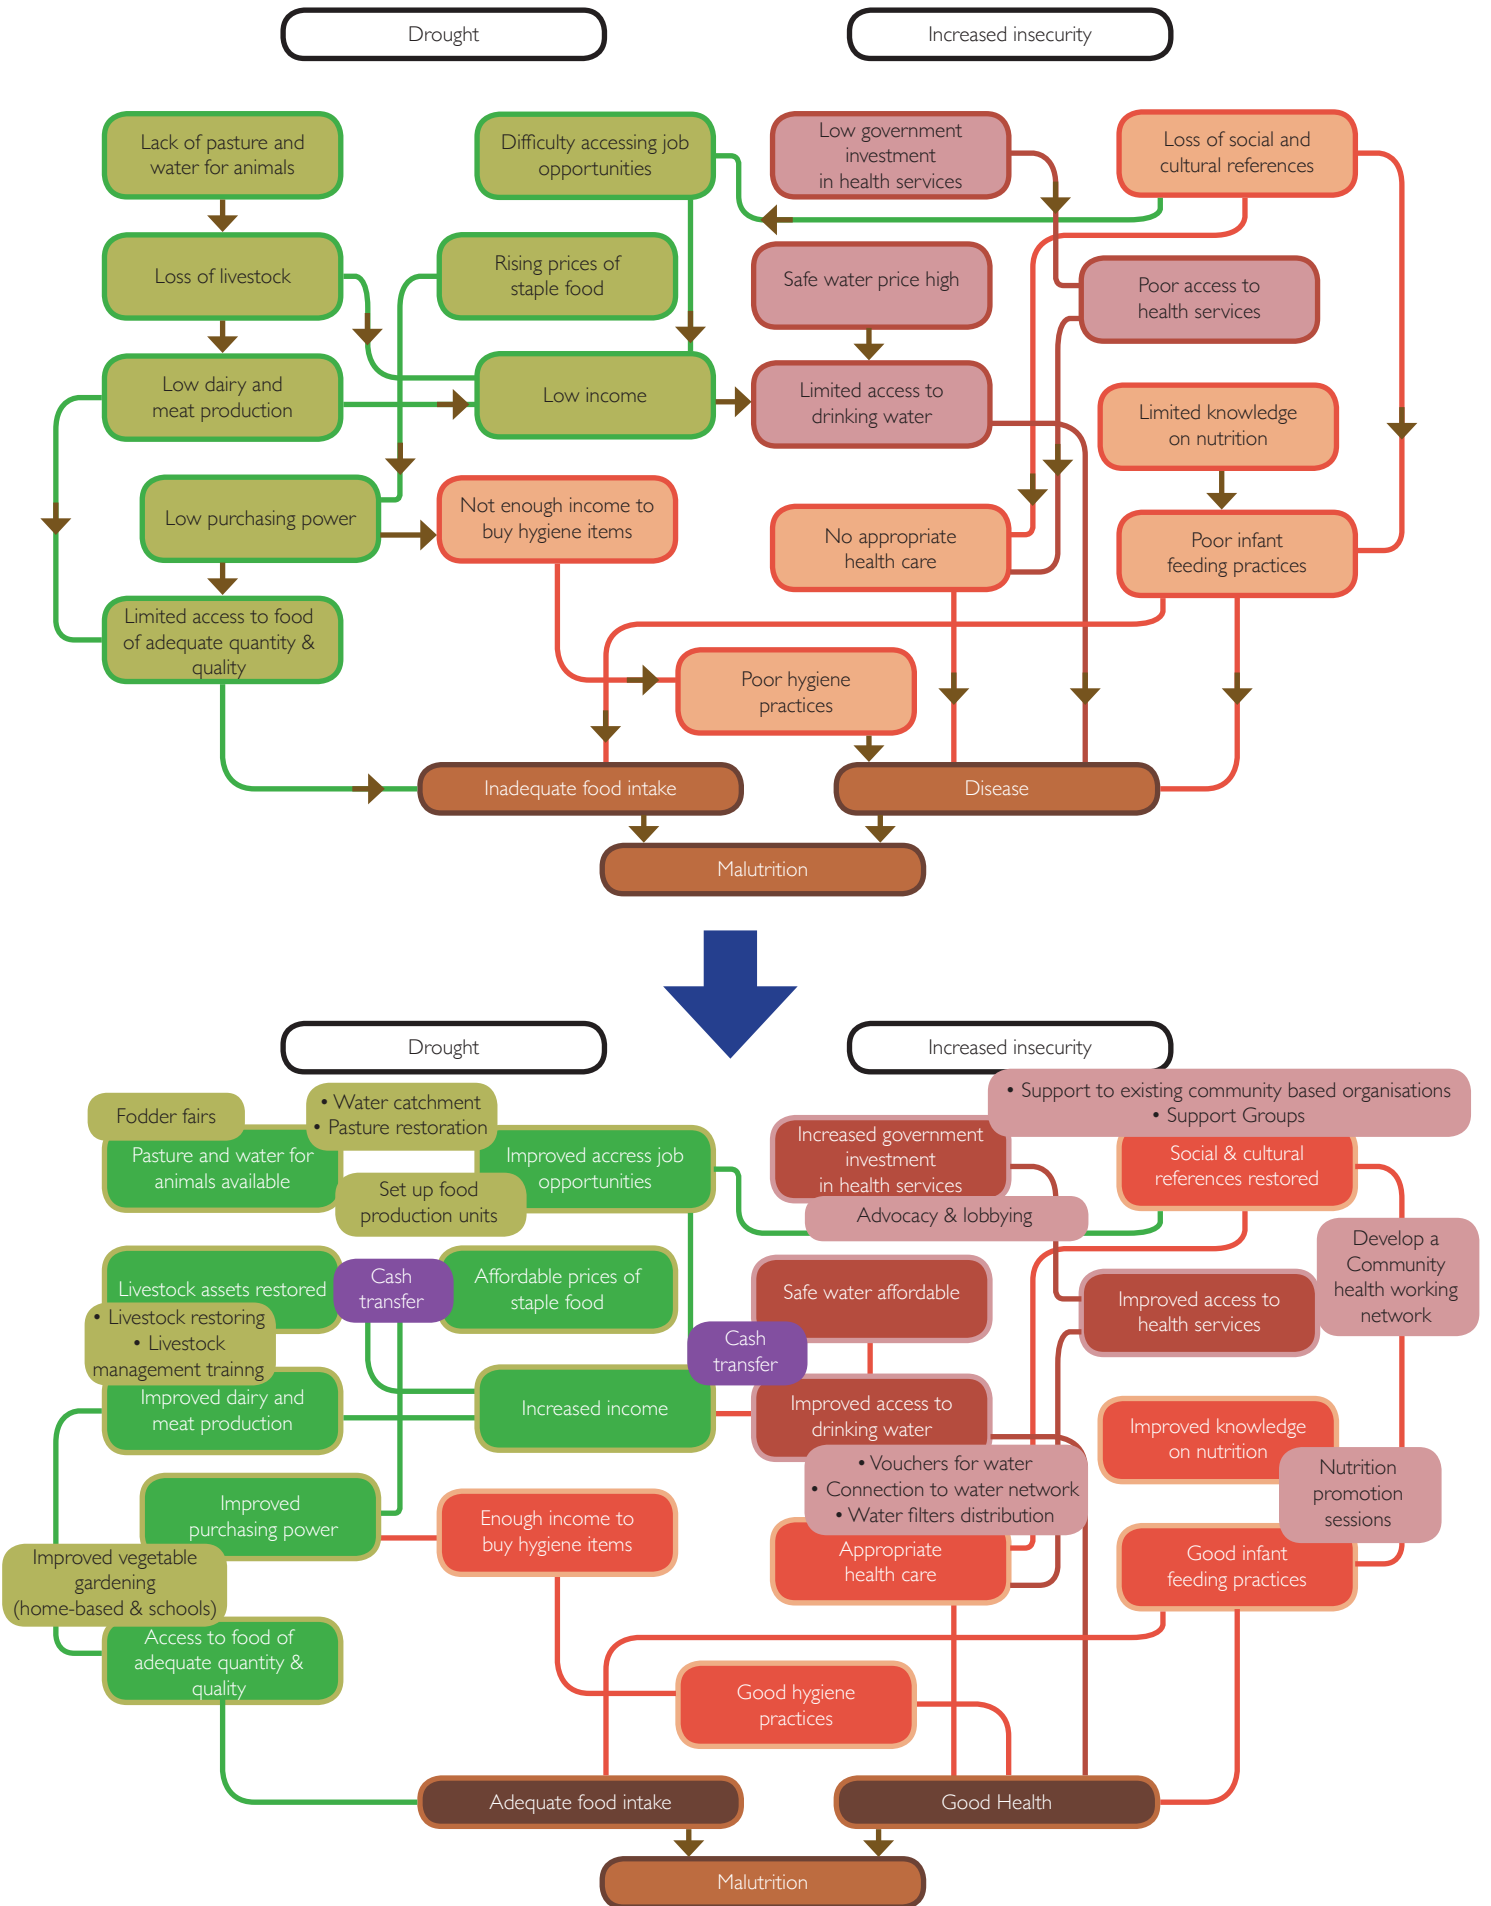 Drought
Increased insecurity
Lack of pasture and
water for animals
Difficulty accessing job
opportunities
Low government
investment
in health services
Loss of social and
cultural references
Loss of livestock
Rising prices of
staple food
Safe water price high
Poor access to
health services
Low dairy and
meat production
Low income
Limited access to
drinking water
Limited knowledge
on nutrition
Low purchasing power
Not enough income to
buy hygiene items
No appropriate
health care
Poor infant
feeding practices
Limited access to food
of adequate quantity &
quality
Poor hygiene
practices
Inadequate food intake
Disease
Malutrition
Drought
Increased insecurity
Fodder fairs
• Water catchment
• Pasture restoration
• Support to existing community based organisations
• Support Groups
Pasture and water for
animals available
Improved accress job
opportunities
Increased government
investment
in health services
Social & cultural
references restored
Set up food
production units
Advocacy & lobbying
Develop a
Community
health working
network
Livestock assets restored
Cash
transfer
Affordable prices of
staple food
Safe water affordable
Improved access to
health services
• Livestock restoring
• Livestock
management trainng
Cash
transfer
Improved dairy and
meat production
Increased income
Improved access to
drinking water
Improved knowledge
on nutrition
• Vouchers for water
• Connection to water network
• Water filters distribution
Nutrition
promotion
sessions
Improved
purchasing power
Enough income to
buy hygiene items
Appropriate
health care
Good infant
feeding practices
Improved vegetable
gardening
(home-based & schools)
Access to food of
adequate quantity &
quality
Good hygiene
practices
Adequate food intake
Good Health
Malutrition